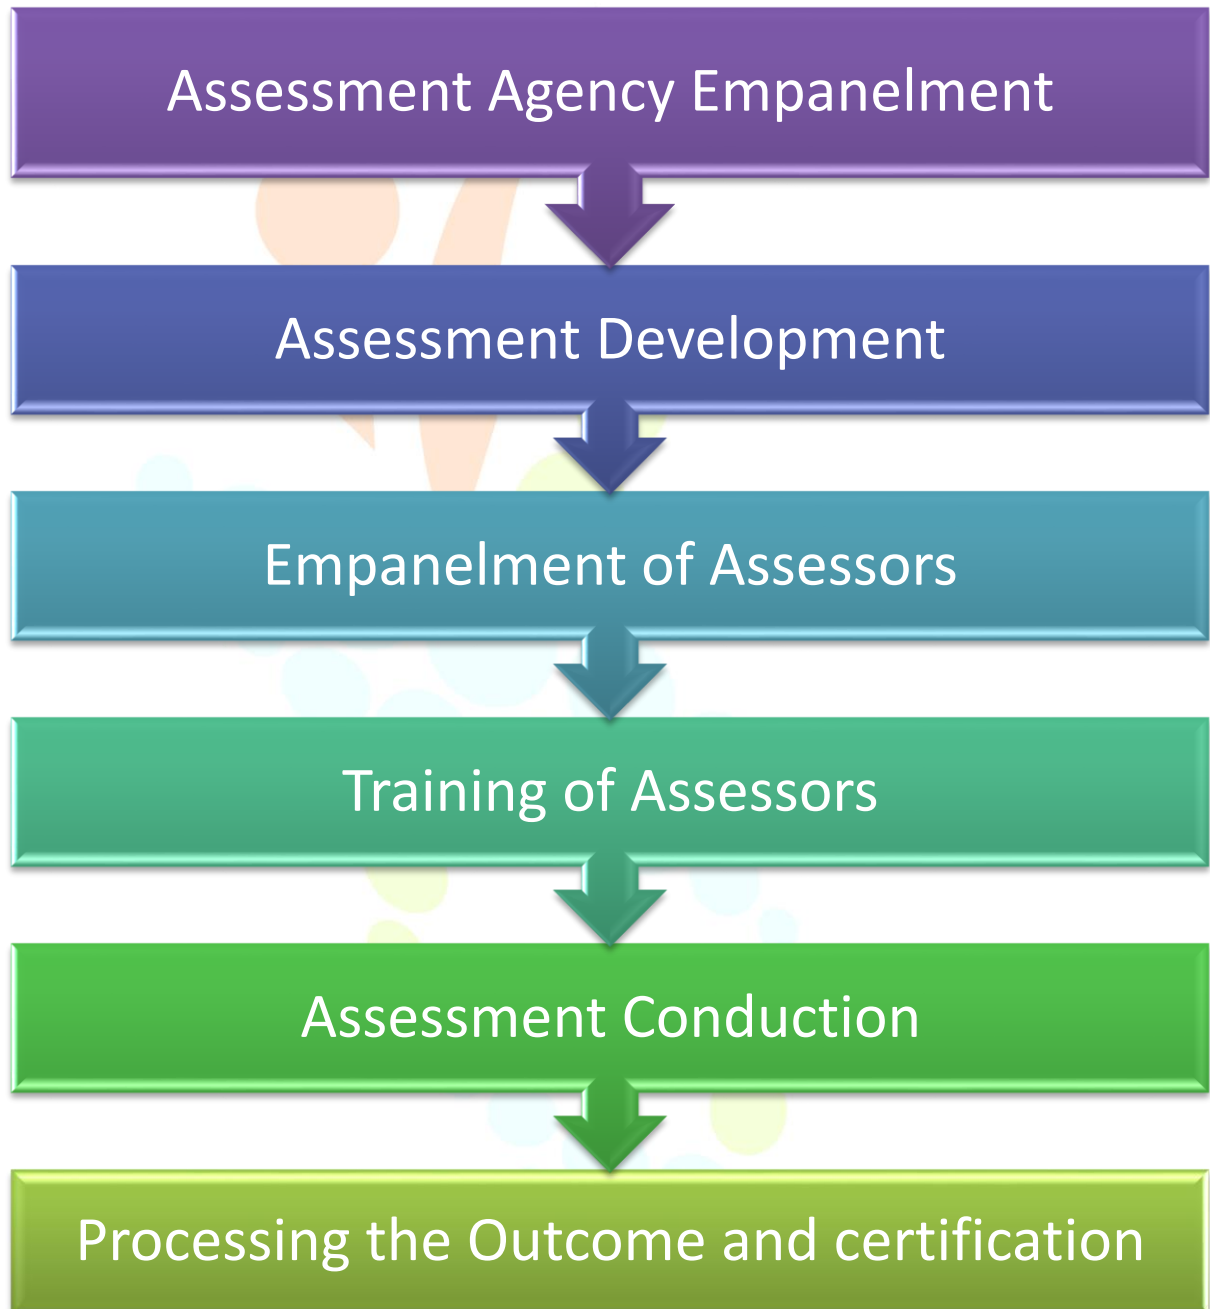 Assessment Agency Empanelment
Assessment Development
Empanelment of Assessors
Training of Assessors
Assessment Conduction
Processing the Outcome and certification